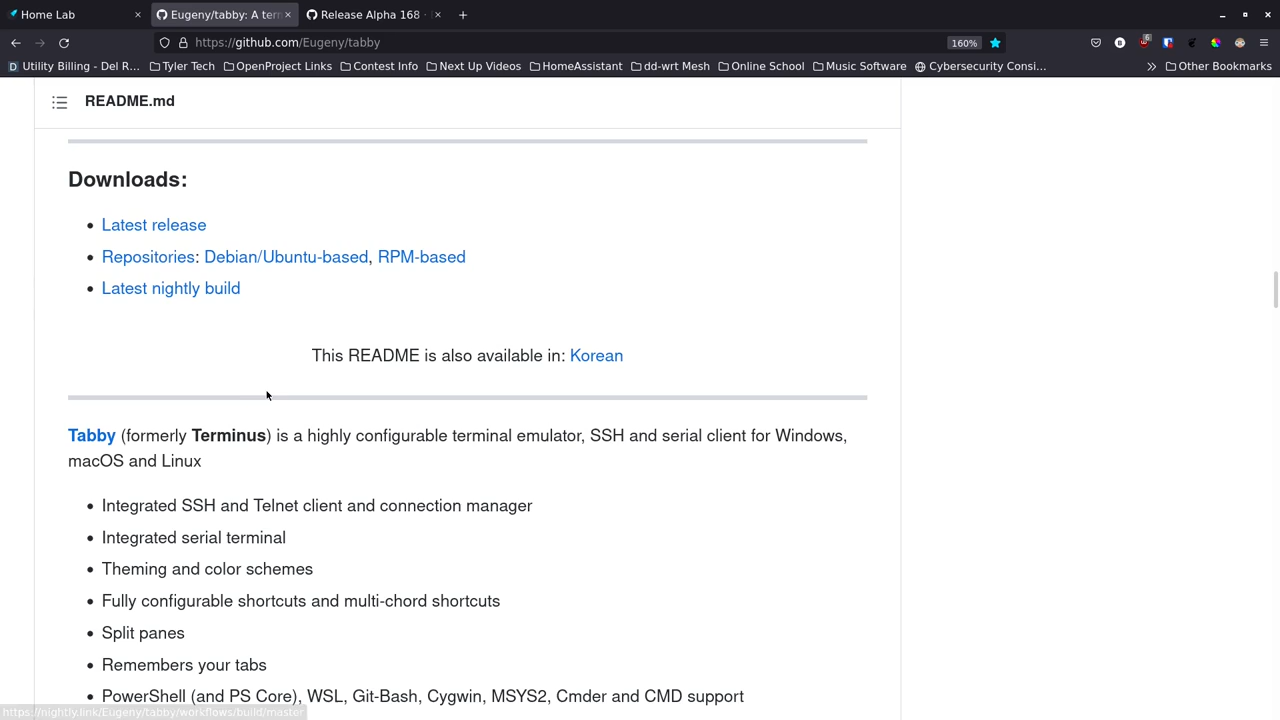 Home Lab
Eugeny/tabby: A ter
Release Alpha 168 ·
https://github.com/Eugeny/tabby
160%
6
Utility Billing - Del R…
Tyler Tech
OpenProject Links
Contest Info
Next Up Videos
HomeAssistant
dd-wrt Mesh
Online School
Music Software
Cybersecurity Consi…
Other Bookmarks
README.md
Downloads:
Latest release
Repositories: Debian/Ubuntu-based, RPM-based
Latest nightly build
This README is also available in: Korean
Tabby (formerly Terminus) is a highly configurable terminal emulator, SSH and serial client for Windows,
macOS and Linux
Integrated SSH and Telnet client and connection manager
Integrated serial terminal
Theming and color schemes
Fully configurable shortcuts and multi-chord shortcuts
Split panes
Remembers your tabs
PowerShell (and PS Core), WSL, Git-Bash, Cygwin, MSYS2, Cmder and CMD support
https://nightly.link/Eugeny/tabby/workflows/build/master